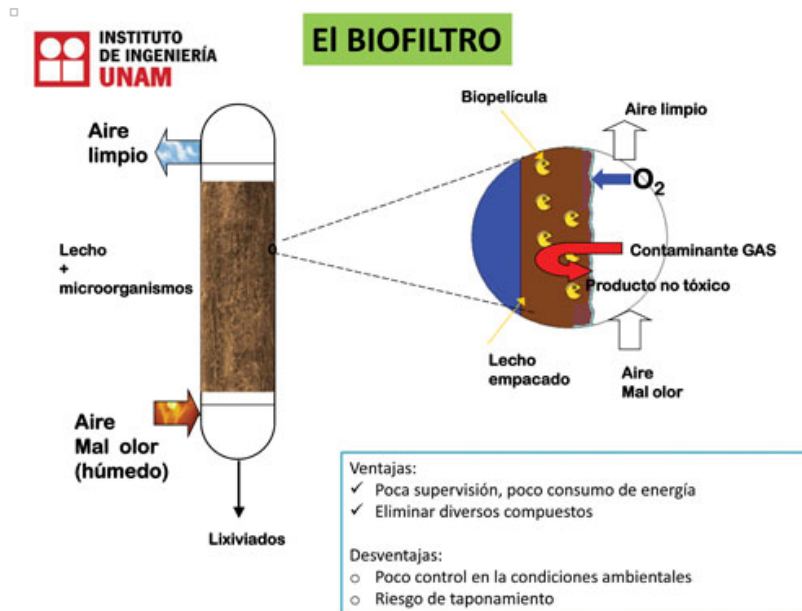 INSTITUTO
DE INGENIERÍA
UNAM
El BIOFILTRO
Aire
limpio
Lecho
+
microorganismos
Aire
Mal olor
(húmedo)
Lixiviados
Biopelícula
Aire limpio
O2
Contaminante GAS
Producto no tóxico
Lecho
empacado
Aire
Mal olor
Ventajas:
✓ Poca supervisión, poco consumo de energía
✓ Eliminar diversos compuestos
Desventajas:
o Poco control en la condiciones ambientales
o Riesgo de taponamiento